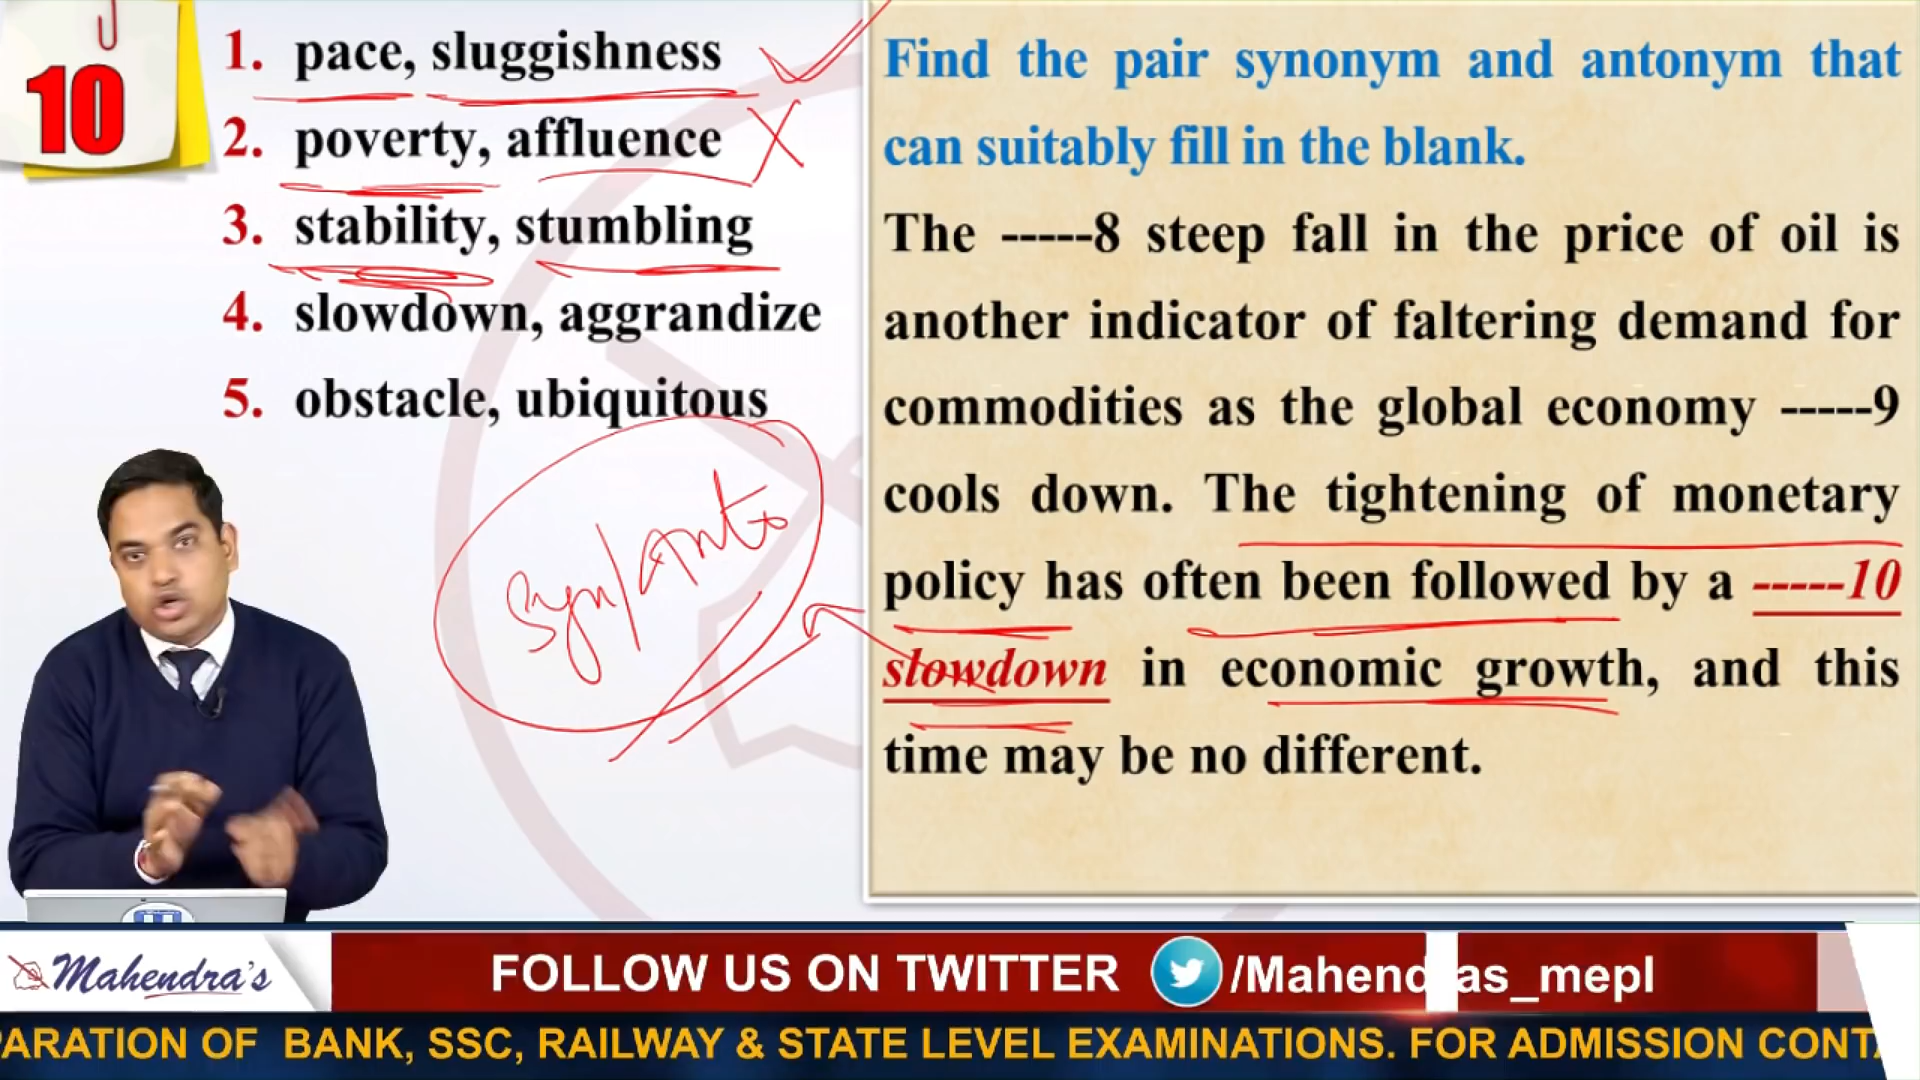 10
1. pace, sluggishness
2. poverty, affluence
3. stability, stumbling
4. slowdown, aggrandize
5. obstacle, ubiquitous
Syn/Anto
Find the pair synonym and antonym that
can suitably fill in the blank.
The -----8 steep fall in the price of oil is
another indicator of faltering demand for
commodities as the global economy -----9
cools down. The tightening of monetary
policy has often been followed by a -----10
slowdown in economic growth, and this
time may be no different.
Mahendra's
FOLLOW US ON TWITTER /Mahend as_mepl
PARATION OF BANK, SSC, RAILWAY & STATE LEVEL EXAMINATIONS. FOR ADMISSION CONTA